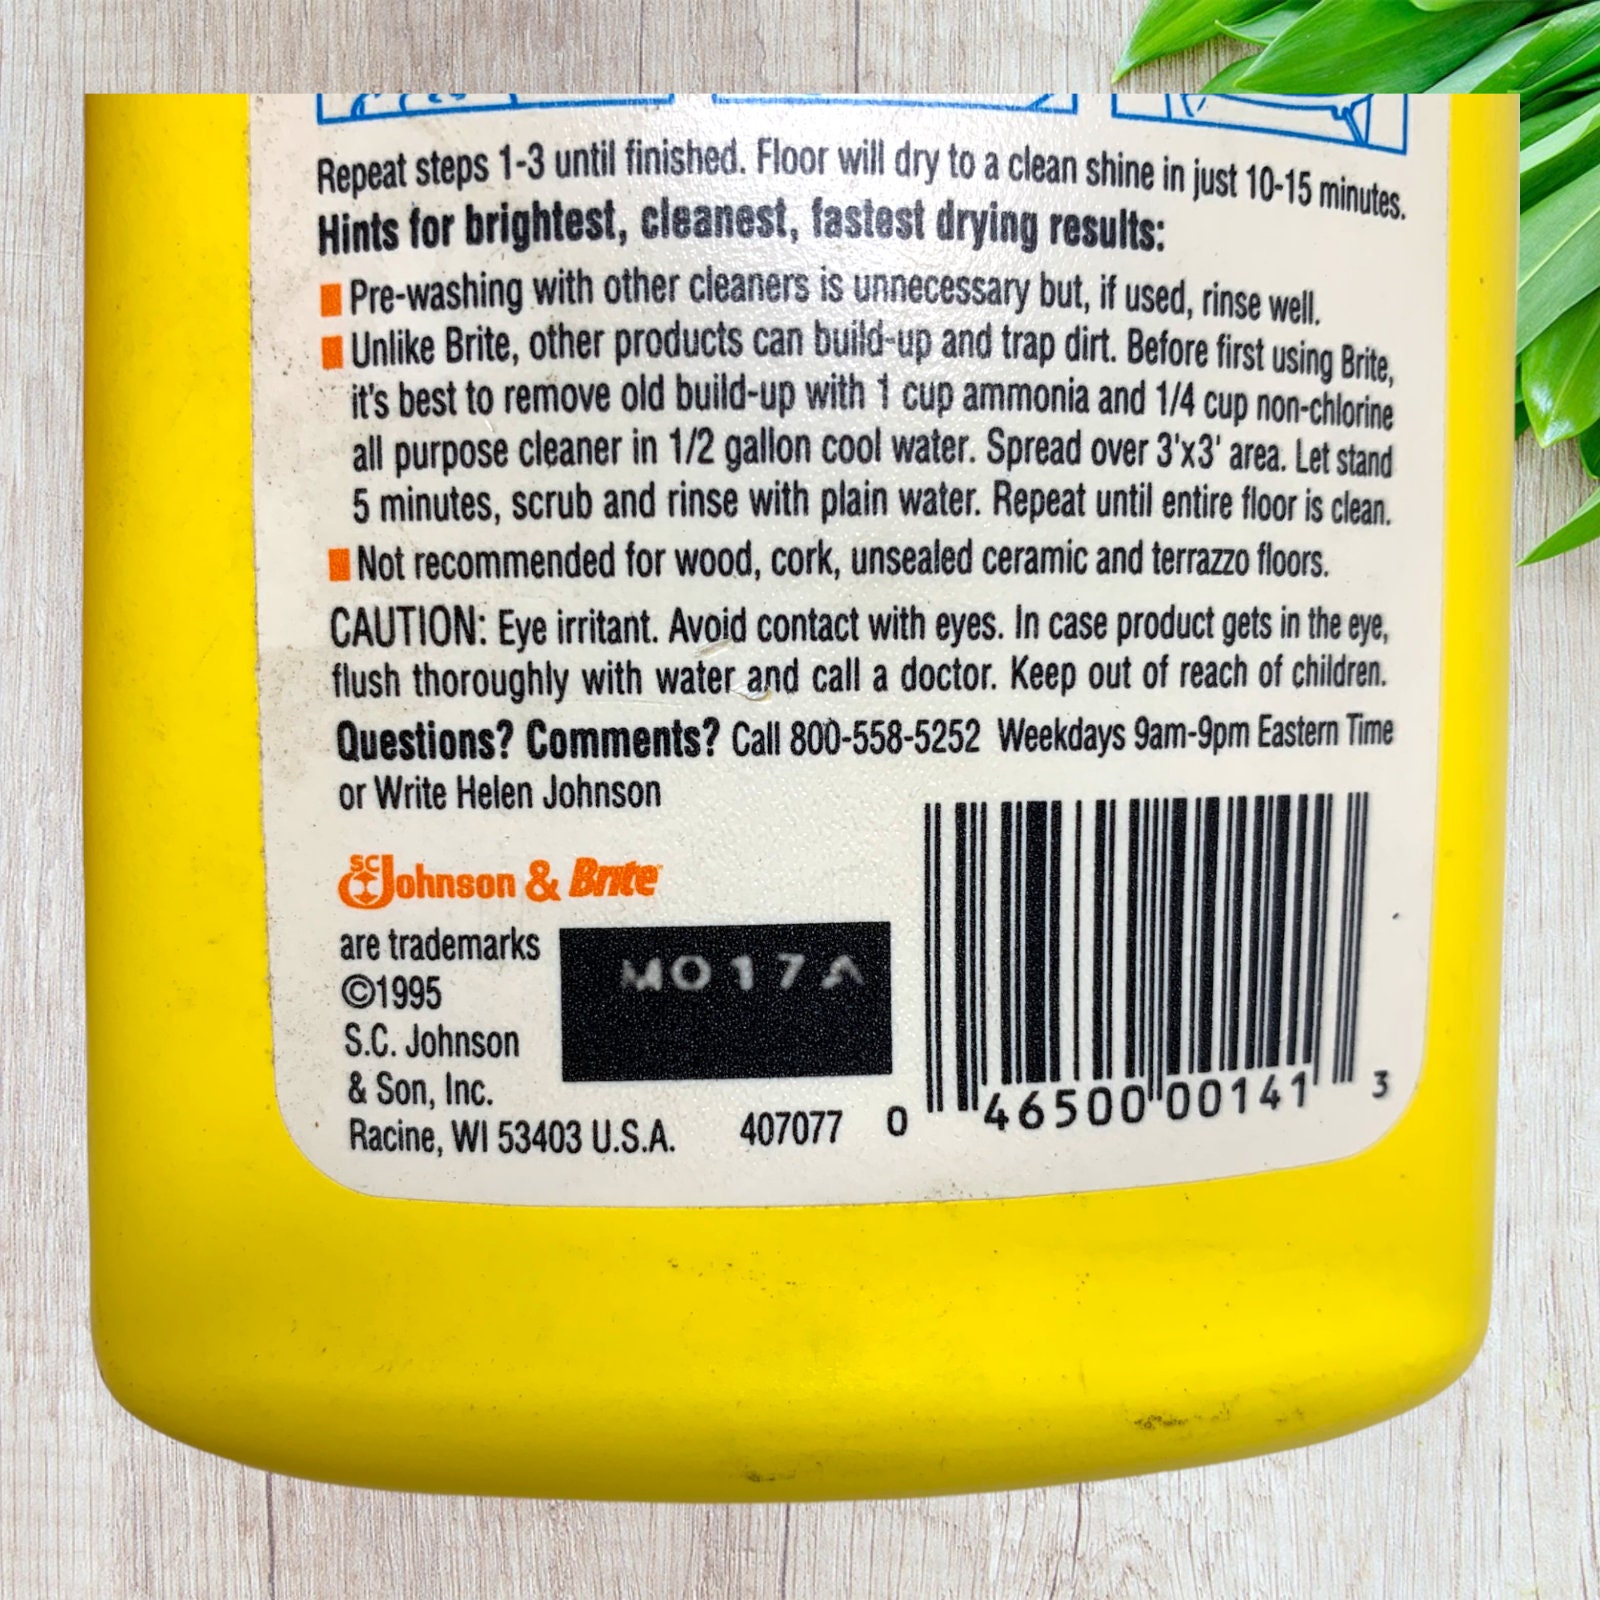 Repeat steps 1-3 until finished. Floor will dry to a clean shine in just 10-15 minutes.
Hints for brightest, cleanest, fastest drying results:
Pre-washing with other cleaners is unnecessary but, if used, rinse well.
Unlike Brite, other products can build-up and trap dirt. Before first using Brite,
it's best to remove old build-up with 1 cup ammonia and 1/4 cup non-chlorine
all purpose cleaner in 1/2 gallon cool water. Spread over 3'x3' area. Let stand
5 minutes, scrub and rinse with plain water. Repeat until entire floor is clean.
Not recommended for wood, cork, unsealed ceramic and terrazzo floors.
CAUTION: Eye irritant. Avoid contact with eyes. In case product gets in the eye,
flush thoroughly with water and call a doctor. Keep out of reach of children.
Questions? Comments? Call 800-558-5252 Weekdays 9am-9pm Eastern Time
or Write Helen Johnson
SC Johnson & Brite
are trademarks
©1995
S.C. Johnson
& Son, Inc.
Racine, WI 53403 U.S.A.
MO17A
407077
0 46500 00141 3